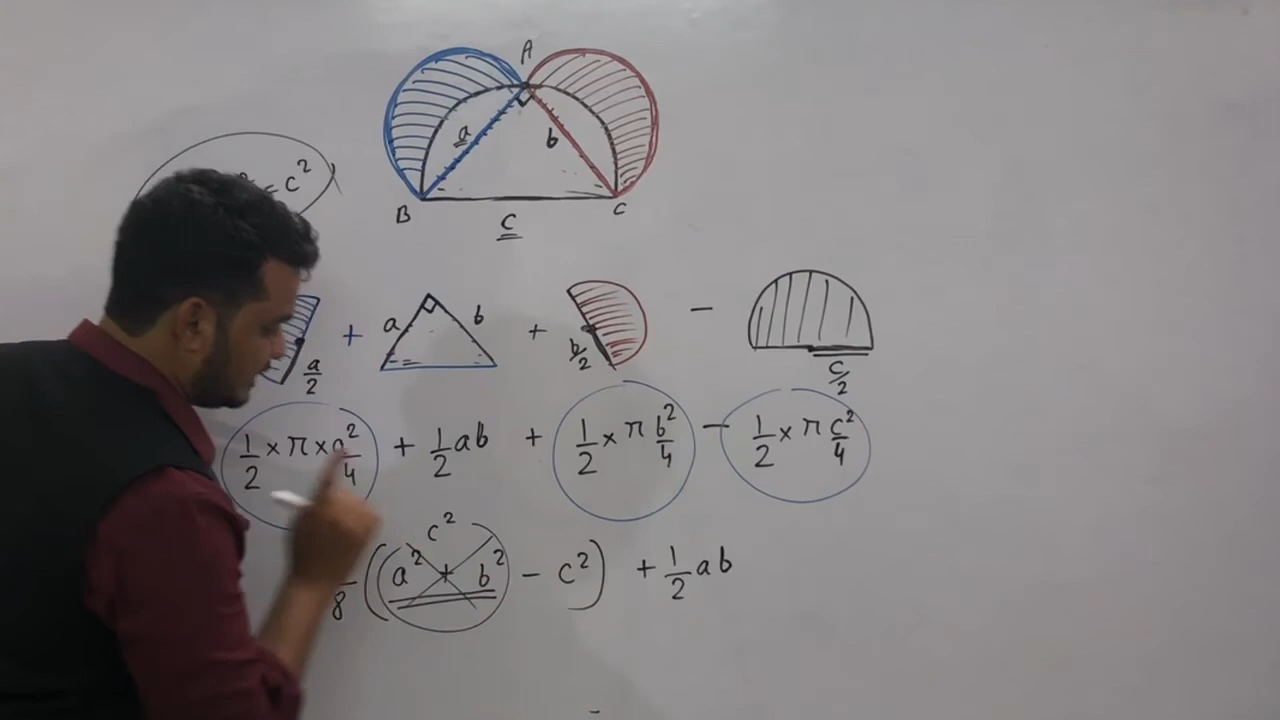 A
a b
B C
c
² = c²
a/2 + a b + b/2 - c/2
1/2 × π × a²/4 + 1/2 ab + 1/2 × π b²/4 - 1/2 × π c²/4
c²
/8 ((a² + b²) - c²) + 1/2 ab